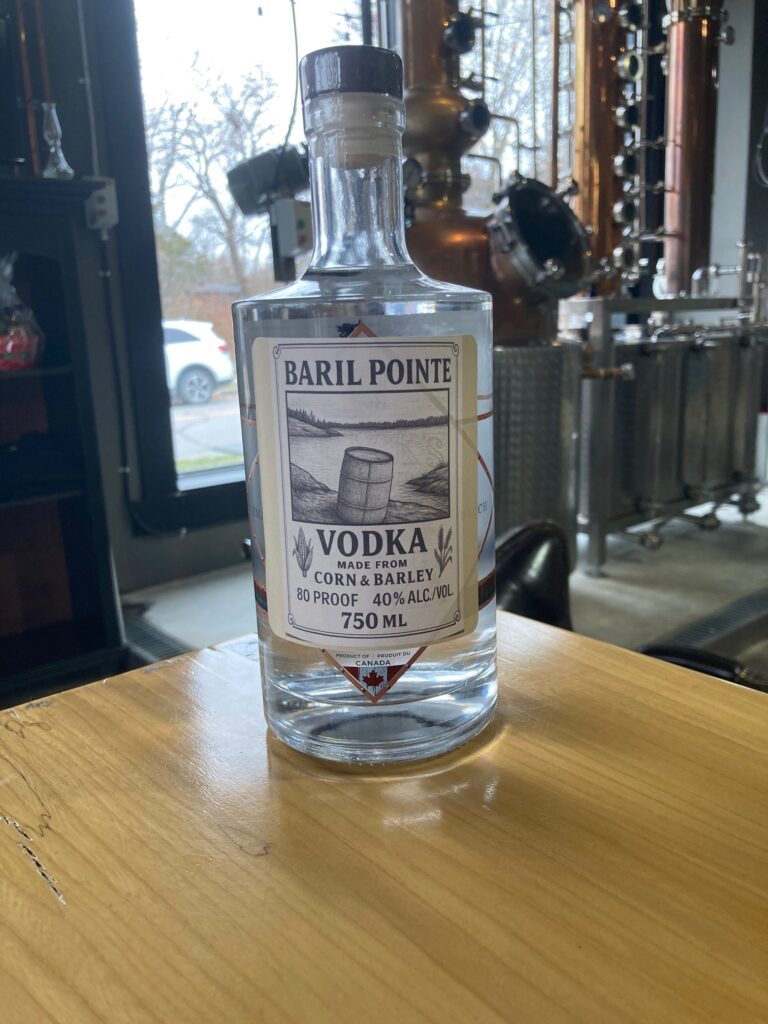 BARIL POINTE
VODKA
MADE FROM
CORN & BARLEY
80 PROOF 40% ALC./VOL.
750 ML
PRODUCT OF | PRODUIT DU
CANADA